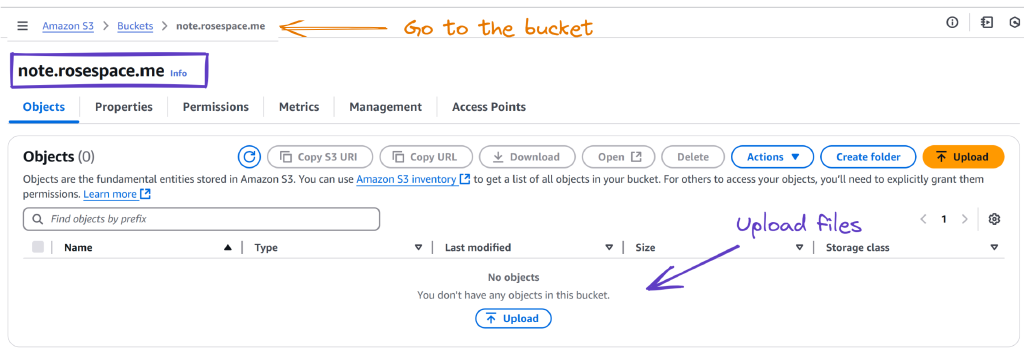 Amazon S3 > Buckets > note.rosespace.me
Go to the bucket
note.rosespace.me Info
Objects Properties Permissions Metrics Management Access Points
Objects (0) Copy S3 URI Copy URL Download Open Delete Actions Create folder Upload
Objects are the fundamental entities stored in Amazon S3. You can use Amazon S3 inventory to get a list of all objects in your bucket. For others to access your objects, you'll need to explicitly grant them
permissions. Learn more
Find objects by prefix
1
Upload files
Name Type Last modified Size Storage class
No objects
You don't have any objects in this bucket.
Upload